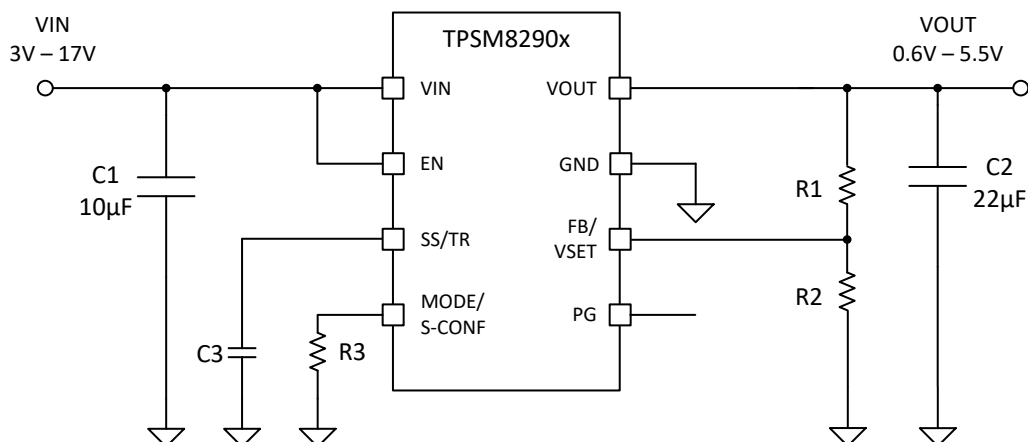 VIN
3V – 17V
TPSM8290x
VOUT
0.6V – 5.5V
VIN
VOUT
EN
GND
C1
10µF
R1
C2
22µF
SS/TR
FB/
VSET
MODE/
S-CONF
PG
R2
C3
R3